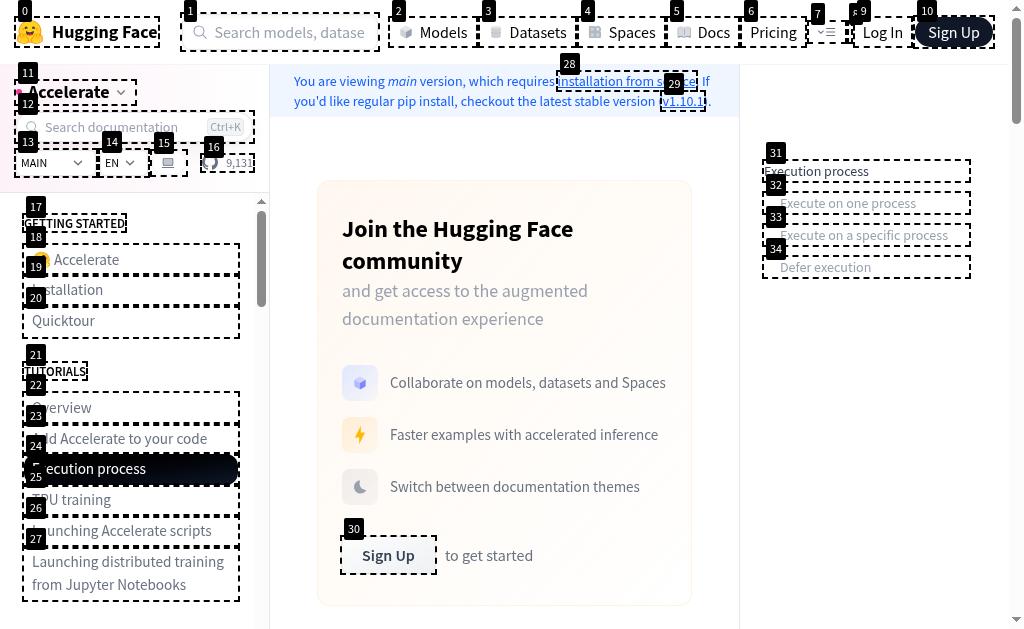 0
1
2
3
4
5
6
7
9
10
Hugging Face
Search models, datase
Models
Datasets
Spaces
Docs
Pricing
Log In
Sign Up
11
Accelerate
12
Search documentation
Ctrl+K
13
14
15
16
MAIN
EN
9,131
17
GETTING STARTED
18
Accelerate
19
Installation
20
Quicktour
21
TUTORIALS
22
Overview
23
Add Accelerate to your code
24
Execution process
25
TPU training
26
Launching Accelerate scripts
27
Launching distributed training
from Jupyter Notebooks
28
You are viewing main version, which requires installation from source. If
29
you'd like regular pip install, checkout the latest stable version (v1.10.1).
Join the Hugging Face
community
and get access to the augmented
documentation experience
Collaborate on models, datasets and Spaces
Faster examples with accelerated inference
Switch between documentation themes
30
Sign Up
to get started
31
Execution process
32
Execute on one process
33
Execute on a specific process
34
Defer execution